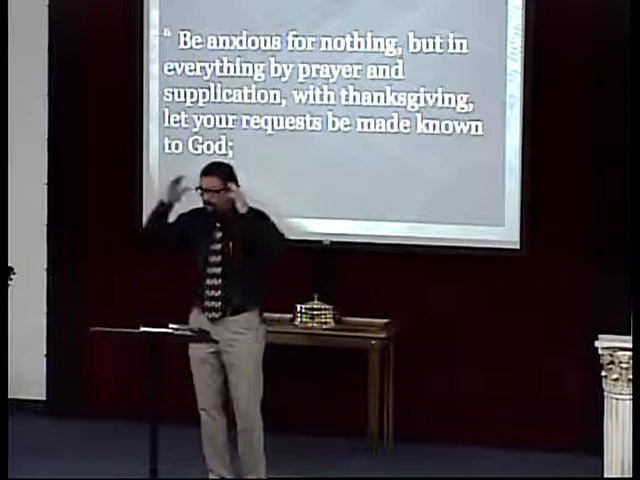 6 Be anxious for nothing, but in
everything by prayer and
supplication, with thanksgiving,
let your requests be made known
to God;